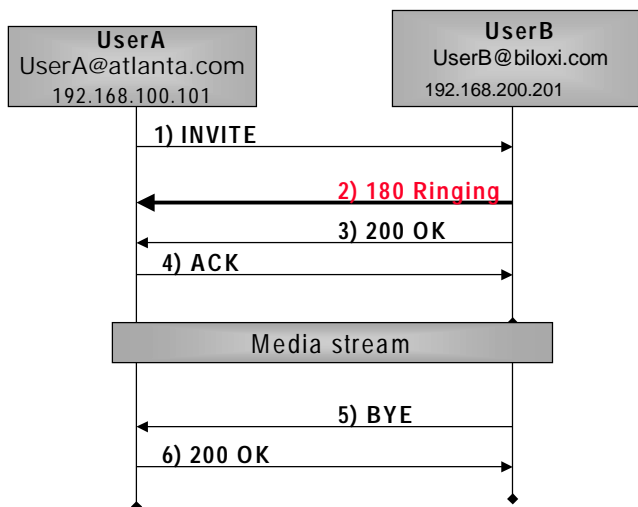 UserA
UserA@atlanta.com
192.168.100.101
UserB
UserB@biloxi.com
192.168.200.201
1) INVITE
2) 180 Ringing
3) 200 OK
4) ACK
Media stream
5) BYE
6) 200 OK